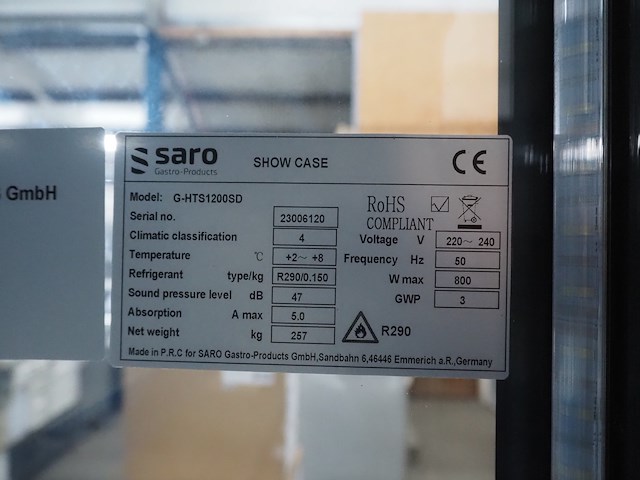 GmbH
saro
Gastro-Products
SHOW CASE
CE
Model: G-HTS1200SD
Serial no. 23006120
Climatic classification 4
Temperature °C +2~ +8
Refrigerant type/kg R290/0.150
Sound pressure level dB 47
Absorption A max 5.0
Net weight kg 257
RoHS
COMPLIANT
Voltage V 220~ 240
Frequency Hz 50
W max 800
GWP 3
R290
Made in P.R.C for SARO Gastro-Products GmbH,Sandbahn 6,46446 Emmerich a.R.,Germany